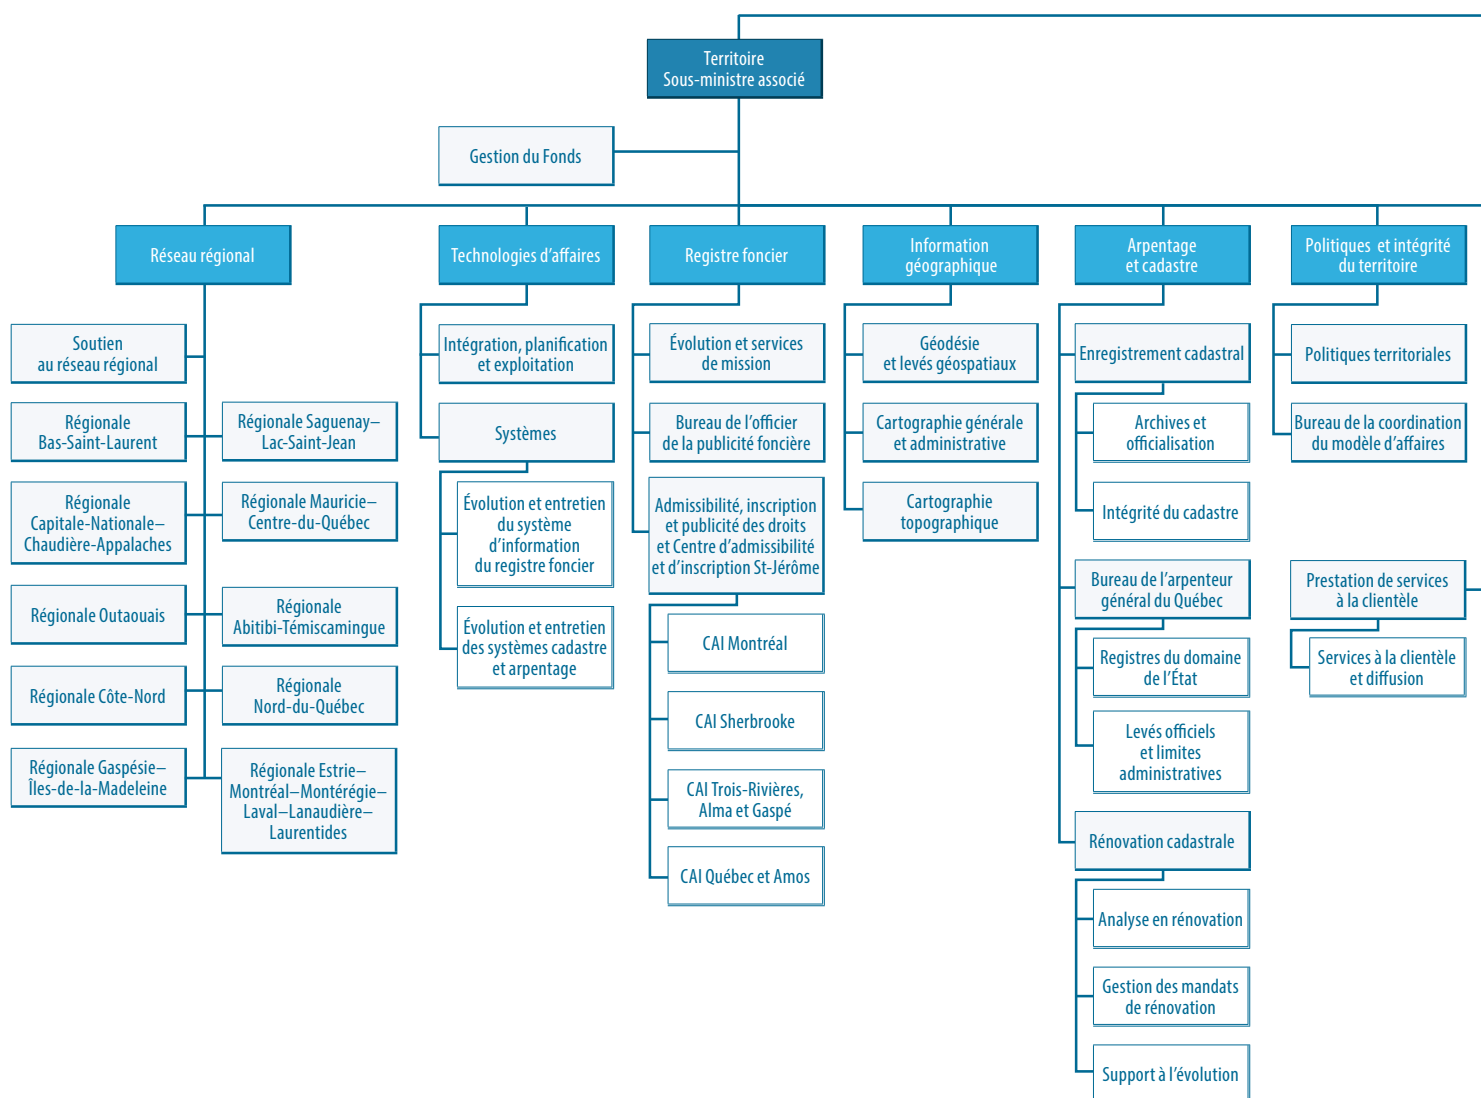 Territoire
Sous-ministre associé
Gestion du Fonds
Réseau régional
Soutien
au réseau régional
Régionale
Bas-Saint-Laurent
Régionale Saguenay–
Lac-Saint-Jean
Régionale
Capitale-Nationale–
Chaudière-Appalaches
Régionale Mauricie–
Centre-du-Québec
Régionale Outaouais
Régionale
Abitibi-Témiscamingue
Régionale Côte-Nord
Régionale
Nord-du-Québec
Régionale Gaspésie–
Îles-de-la-Madeleine
Régionale Estrie–
Montréal–Montérégie–
Laval–Lanaudière–
Laurentides
Technologies d'affaires
Intégration, planification
et exploitation
Systèmes
Évolution et entretien
du système
d'information
du registre foncier
Évolution et entretien
des systèmes cadastre
et arpentage
Registre foncier
Évolution et services
de mission
Bureau de l'officier
de la publicité foncière
Admissibilité, inscription
et publicité des droits
et Centre d'admissibilité
et d'inscription St-Jérôme
CAI Montréal
CAI Sherbrooke
CAI Trois-Rivières,
Alma et Gaspé
CAI Québec et Amos
Information
géographique
Géodésie
et levés géospatiaux
Cartographie générale
et administrative
Cartographie
topographique
Arpentage
et cadastre
Enregistrement cadastral
Archives et
officialisation
Intégrité du cadastre
Bureau de l'arpenteur
général du Québec
Registres du domaine
de l'État
Levés officiels
et limites
administratives
Rénovation cadastrale
Analyse en rénovation
Gestion des mandats
de rénovation
Support à l'évolution
Politiques et intégrité
du territoire
Politiques territoriales
Bureau de la coordination
du modèle d'affaires
Prestation de services
à la clientèle
Services à la clientèle
et diffusion